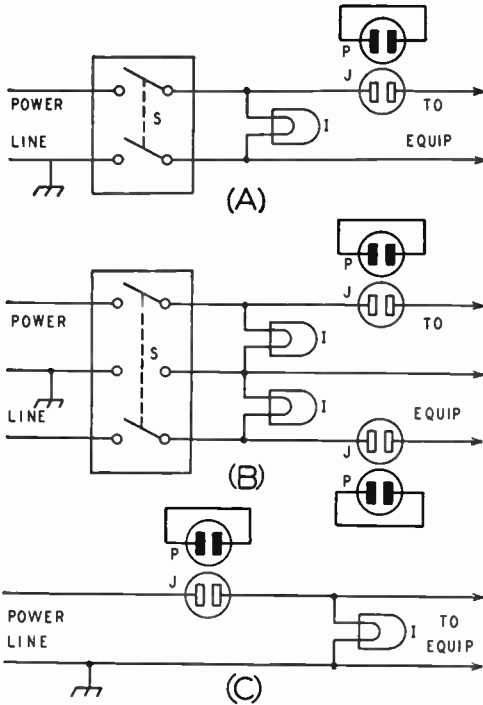 P
J
POWER TO
S I
LINE EQUIP
(A)
P
J
POWER TO
I
S
I
LINE EQUIP
J
(B)
P
P
J
POWER I TO
LINE EQUIP
(C)